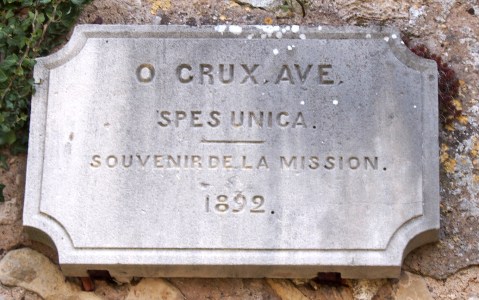 O CRUX. AVE.
SPES UNICA.
SOUVENIR DE LA MISSION.
1892.